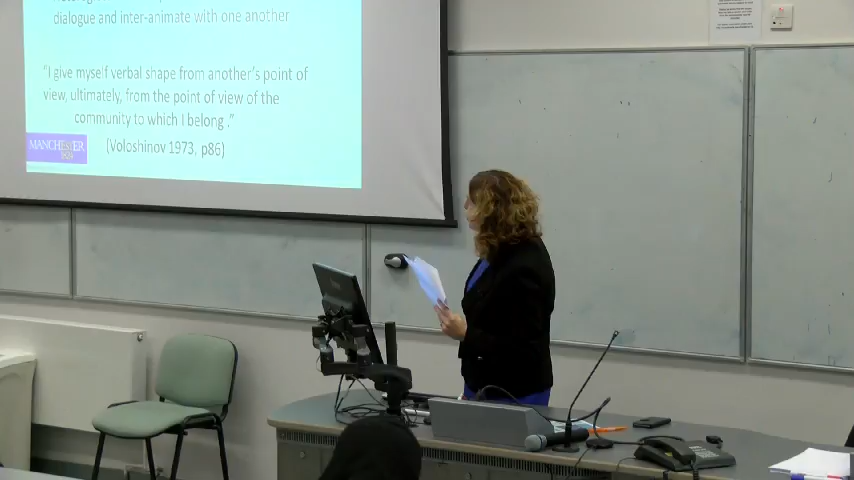 dialogue and inter-animate with one another
“I give myself verbal shape from another’s point of
view, ultimately, from the point of view of the
community to which I belong .”
(Voloshinov 1973, p86)
MANCHESTER
1824